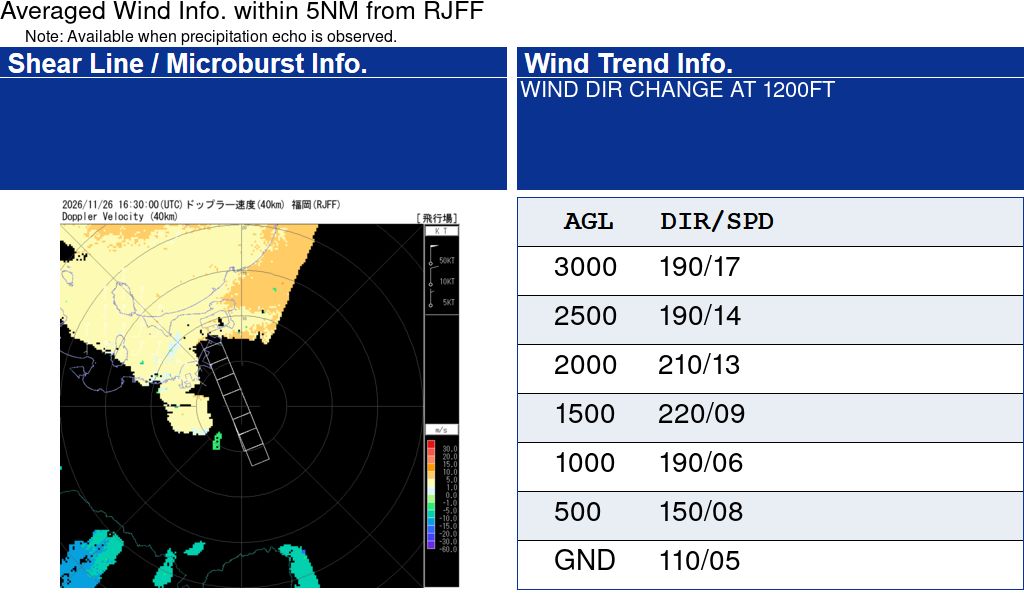 Averaged Wind Info. within 5NM from RJFF
Note: Available when precipitation echo is observed.
Shear Line / Microburst Info.
Wind Trend Info.
WIND DIR CHANGE AT 1200FT
2026/11/26 16:30:00(UTC) ドップラー速度(40km) 福岡(RJFF)
Doppler Velocity (40km)
[飛行場]
K T
50KT
10KT
5KT
m/s
30.0
20.0
15.0
10.0
5.0
1.0
0.0
-1.0
-5.0
-10.0
-15.0
-20.0
-30.0
-60.0
AGL DIR/SPD
3000 190/17
2500 190/14
2000 210/13
1500 220/09
1000 190/06
500 150/08
GND 110/05